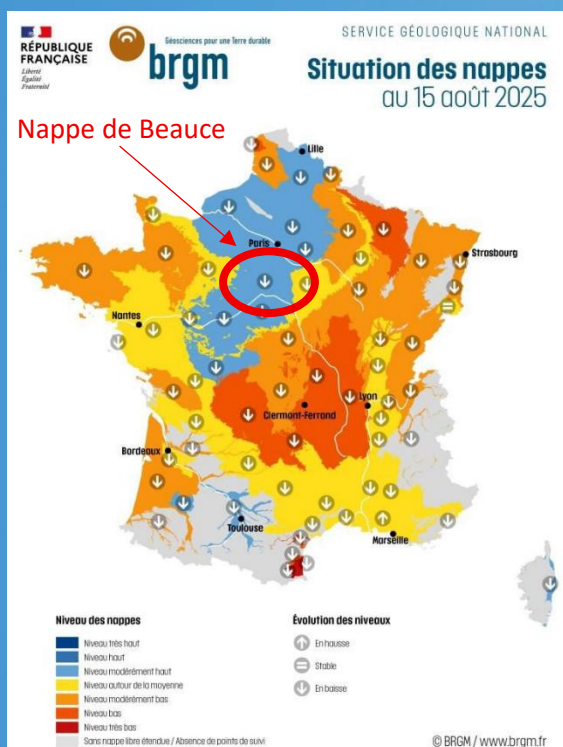 RÉPUBLIQUE
FRANÇAISE
Liberté
Égalité
Fraternité
Géosciences pour une Terre durable
brgm
SERVICE GÉOLOGIQUE NATIONAL
Situation des nappes
au 15 août 2025
Nappe de Beauce
Lille
Paris
Strasbourg
Nantes
Clermont-Ferrand
Lyon
Bordeaux
Toulouse
Marseille
Niveau des nappes
Niveau très haut
Niveau haut
Niveau modérément haut
Niveau autour de la moyenne
Niveau modérément bas
Niveau bas
Niveau très bas
Sans nappe libre étendue / Absence de points de suivi
Évolution des niveaux
En hausse
Stable
En baisse
© BRGM / www.brgm.fr